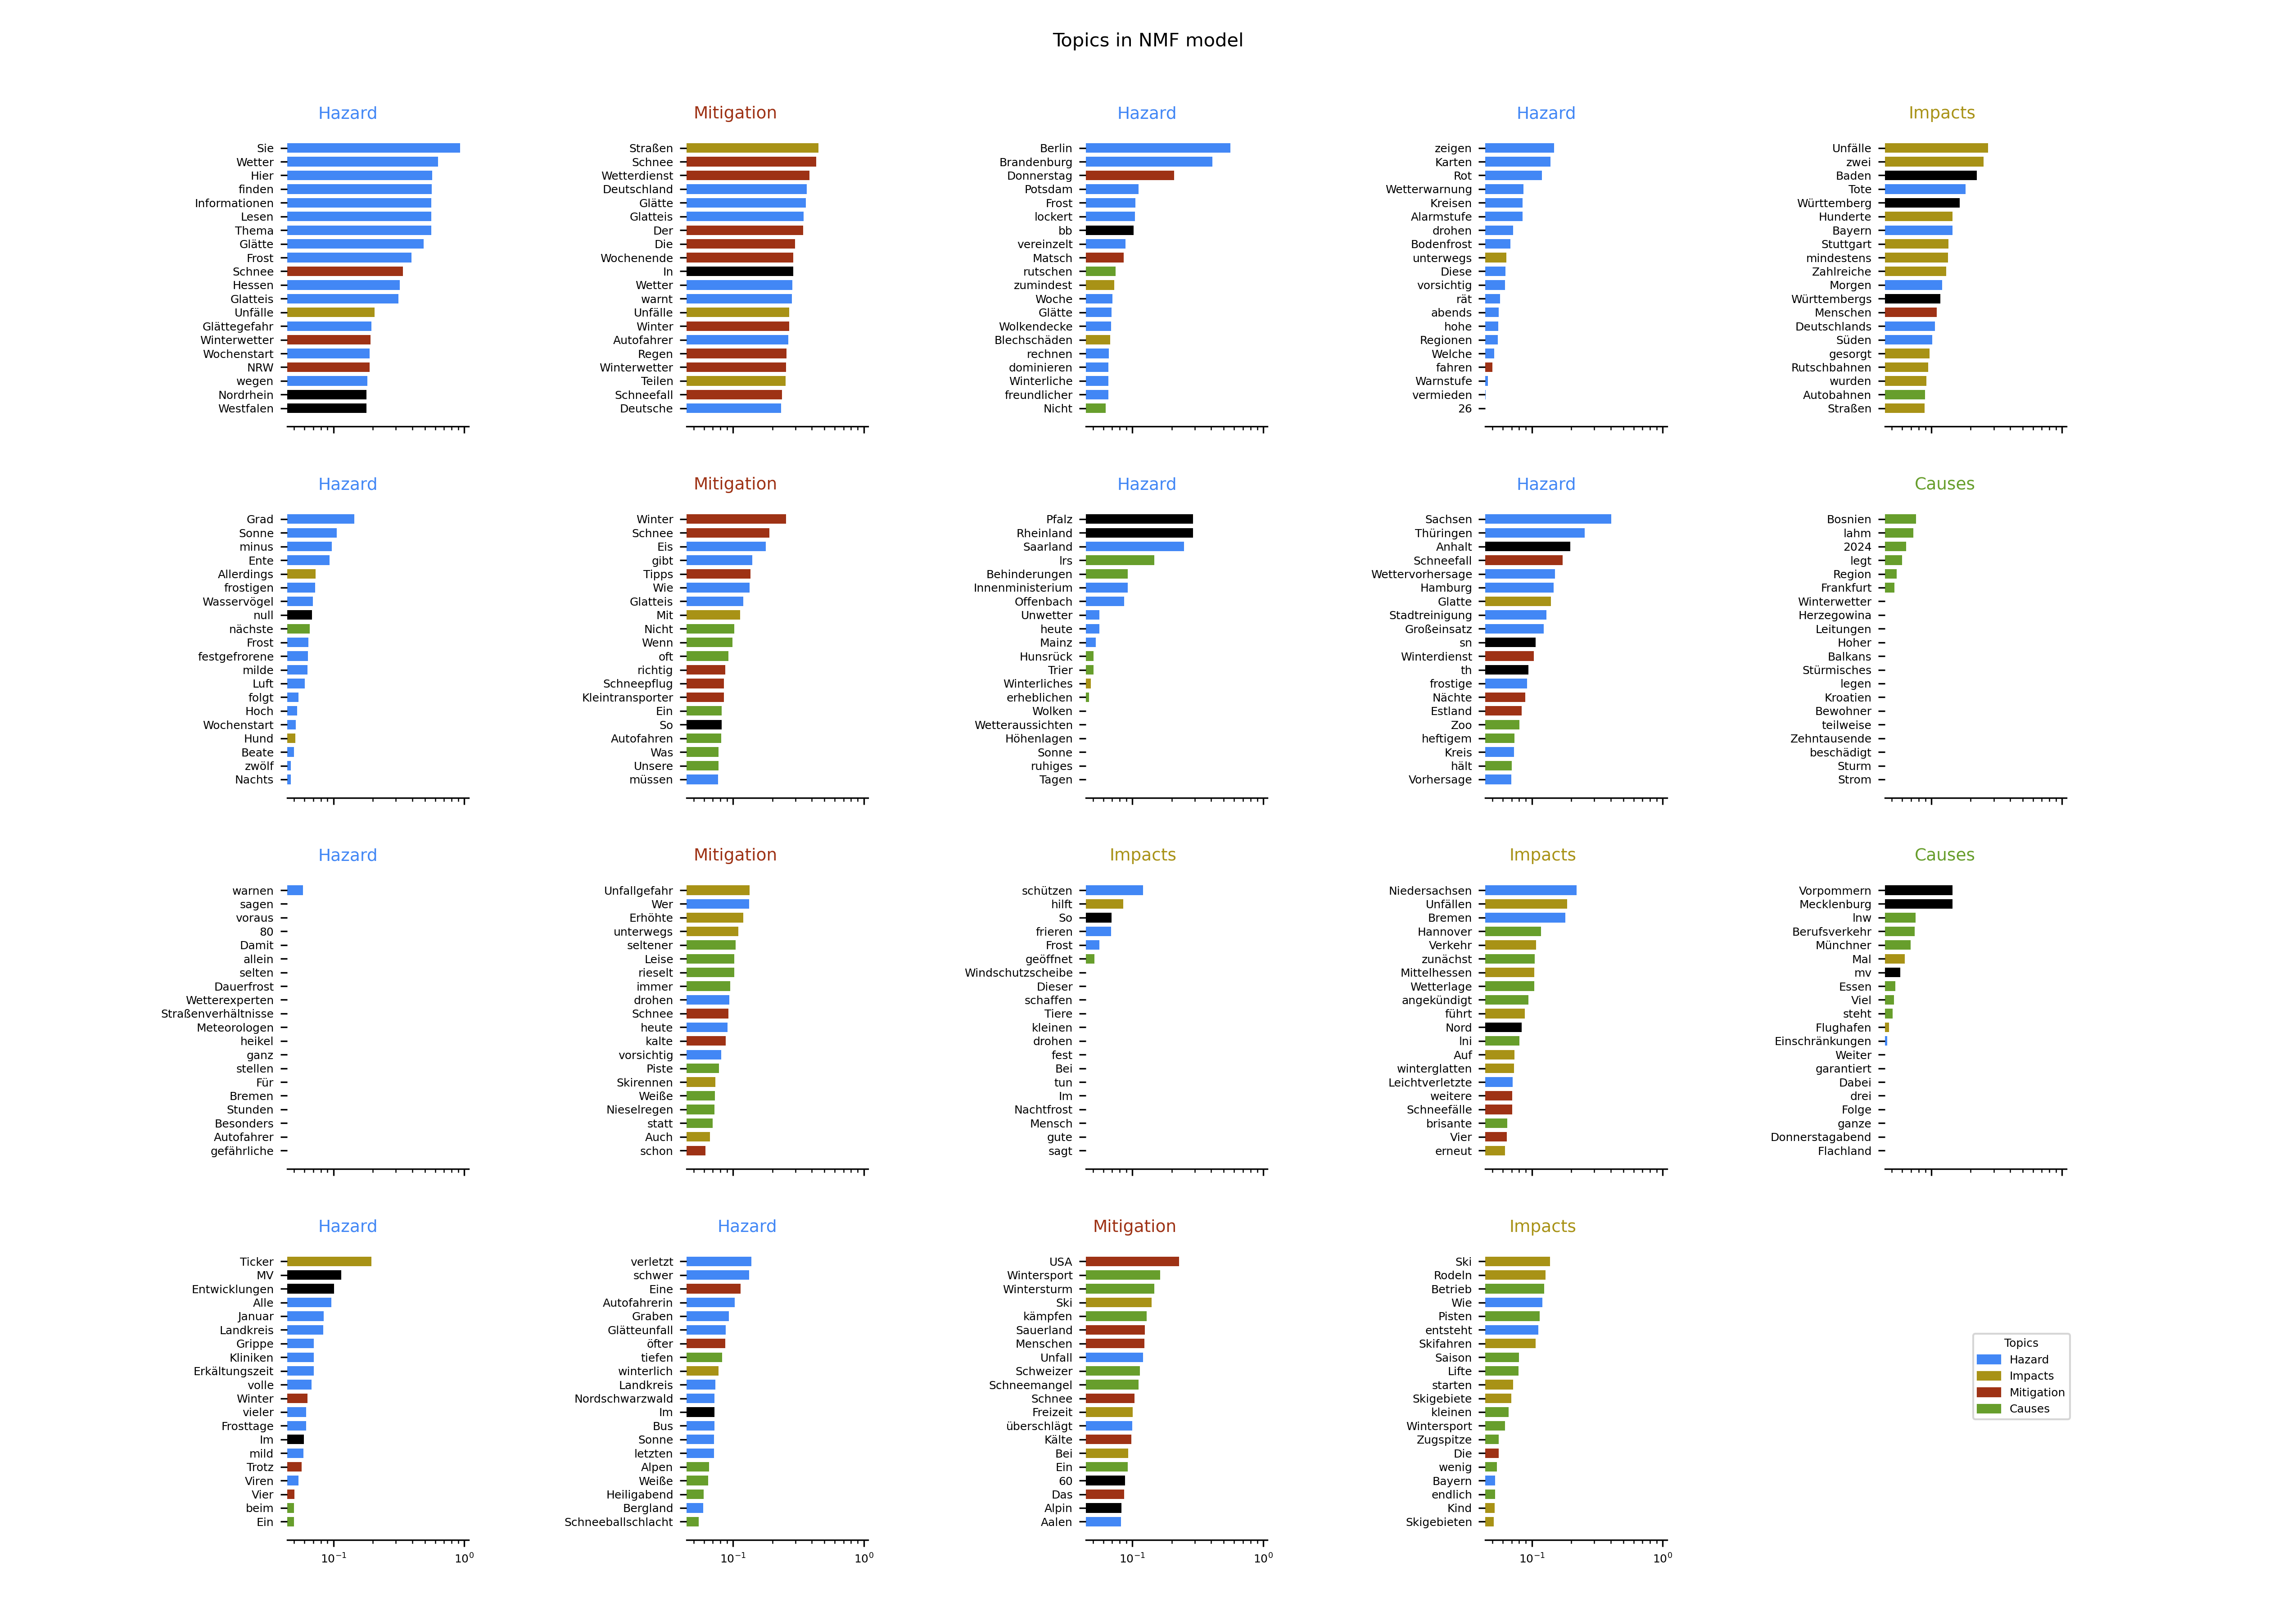 Topics in NMF model
Hazard
Sie
Wetter
Hier
finden
Informationen
Lesen
Thema
Glätte
Frost
Schnee
Hessen
Glatteis
Unfälle
Glättegefahr
Winterwetter
Wochenstart
NRW
wegen
Nordrhein
Westfalen
Mitigation
Straßen
Schnee
Wetterdienst
Deutschland
Glätte
Glatteis
Der
Die
Wochenende
In
Wetter
warnt
Unfälle
Winter
Autofahrer
Regen
Winterwetter
Teilen
Schneefall
Deutsche
Hazard
Berlin
Brandenburg
Donnerstag
Potsdam
Frost
lockert
bb
vereinzelt
Matsch
rutschen
zumindest
Woche
Glätte
Wolkendecke
Blechschäden
rechnen
dominieren
Winterliche
freundlicher
Nicht
Hazard
zeigen
Karten
Rot
Wetterwarnung
Kreisen
Alarmstufe
drohen
Bodenfrost
unterwegs
Diese
vorsichtig
rät
abends
hohe
Regionen
Welche
fahren
Warnstufe
vermieden
26
Impacts
Unfälle
zwei
Baden
Tote
Württemberg
Hunderte
Bayern
Stuttgart
mindestens
Zahlreiche
Morgen
Württembergs
Menschen
Deutschlands
Süden
gesorgt
Rutschbahnen
wurden
Autobahnen
Straßen
Hazard
Grad
Sonne
minus
Ente
Allerdings
frostigen
Wasservögel
null
nächste
Frost
festgefrorene
milde
Luft
folgt
Hoch
Wochenstart
Hund
Beate
zwölf
Nachts
Mitigation
Winter
Schnee
Eis
gibt
Tipps
Wie
Glatteis
Mit
Nicht
Wenn
oft
richtig
Schneepflug
Kleintransporter
Ein
So
Autofahren
Was
Unsere
müssen
Hazard
Pfalz
Rheinland
Saarland
lrs
Behinderungen
Innenministerium
Offenbach
Unwetter
heute
Mainz
Hunsrück
Trier
Winterliches
erheblichen
Wolken
Wetteraussichten
Höhenlagen
Sonne
ruhiges
Tagen
Hazard
Sachsen
Thüringen
Anhalt
Schneefall
Wettervorhersage
Hamburg
Glatte
Stadtreinigung
Großeinsatz
sn
Winterdienst
th
frostige
Nächte
Estland
Zoo
heftigem
Kreis
hält
Vorhersage
Causes
Bosnien
lahm
2024
legt
Region
Frankfurt
Winterwetter
Herzegowina
Leitungen
Hoher
Balkans
Stürmisches
legen
Kroatien
Bewohner
teilweise
Zehntausende
beschädigt
Sturm
Strom
Hazard
warnen
sagen
voraus
80
Damit
allein
selten
Dauerfrost
Wetterexperten
Straßenverhältnisse
Meteorologen
heikel
ganz
stellen
Für
Bremen
Stunden
Besonders
Autofahrer
gefährliche
Mitigation
Unfallgefahr
Wer
Erhöhte
unterwegs
seltener
Leise
rieselt
immer
drohen
Schnee
heute
kalte
vorsichtig
Piste
Skirennen
Weiße
Nieselregen
statt
Auch
schon
Impacts
schützen
hilft
So
frieren
Frost
geöffnet
Windschutzscheibe
Dieser
schaffen
Tiere
kleinen
drohen
fest
Bei
tun
Im
Nachtfrost
Mensch
gute
sagt
Impacts
Niedersachsen
Unfällen
Bremen
Hannover
Verkehr
zunächst
Mittelhessen
Wetterlage
angekündigt
führt
Nord
lni
Auf
winterglatten
Leichtverletzte
weitere
Schneefälle
brisante
Vier
erneut
Causes
Vorpommern
Mecklenburg
lnw
Berufsverkehr
Münchner
Mal
mv
Essen
Viel
steht
Flughafen
Einschränkungen
Weiter
garantiert
Dabei
drei
Folge
ganze
Donnerstagabend
Flachland
Hazard
Ticker
MV
Entwicklungen
Alle
Januar
Landkreis
Grippe
Kliniken
Erkältungszeit
volle
Winter
vieler
Frosttage
Im
mild
Trotz
Viren
Vier
beim
Ein
10⁻¹ 10⁰
Hazard
verletzt
schwer
Eine
Autofahrerin
Graben
Glätteunfall
öfter
tiefen
winterlich
Landkreis
Nordschwarzwald
Im
Bus
Sonne
letzten
Alpen
Weiße
Heiligabend
Bergland
Schneeballschlacht
10⁻¹ 10⁰
Mitigation
USA
Wintersport
Wintersturm
Ski
kämpfen
Sauerland
Menschen
Unfall
Schweizer
Schneemangel
Schnee
Freizeit
überschlägt
Kälte
Bei
Ein
60
Das
Alpin
Aalen
10⁻¹ 10⁰
Impacts
Ski
Rodeln
Betrieb
Wie
Pisten
entsteht
Skifahren
Saison
Lifte
starten
Skigebiete
kleinen
Wintersport
Zugspitze
Die
wenig
Bayern
endlich
Kind
Skigebieten
10⁻¹ 10⁰
Topics
Hazard
Impacts
Mitigation
Causes